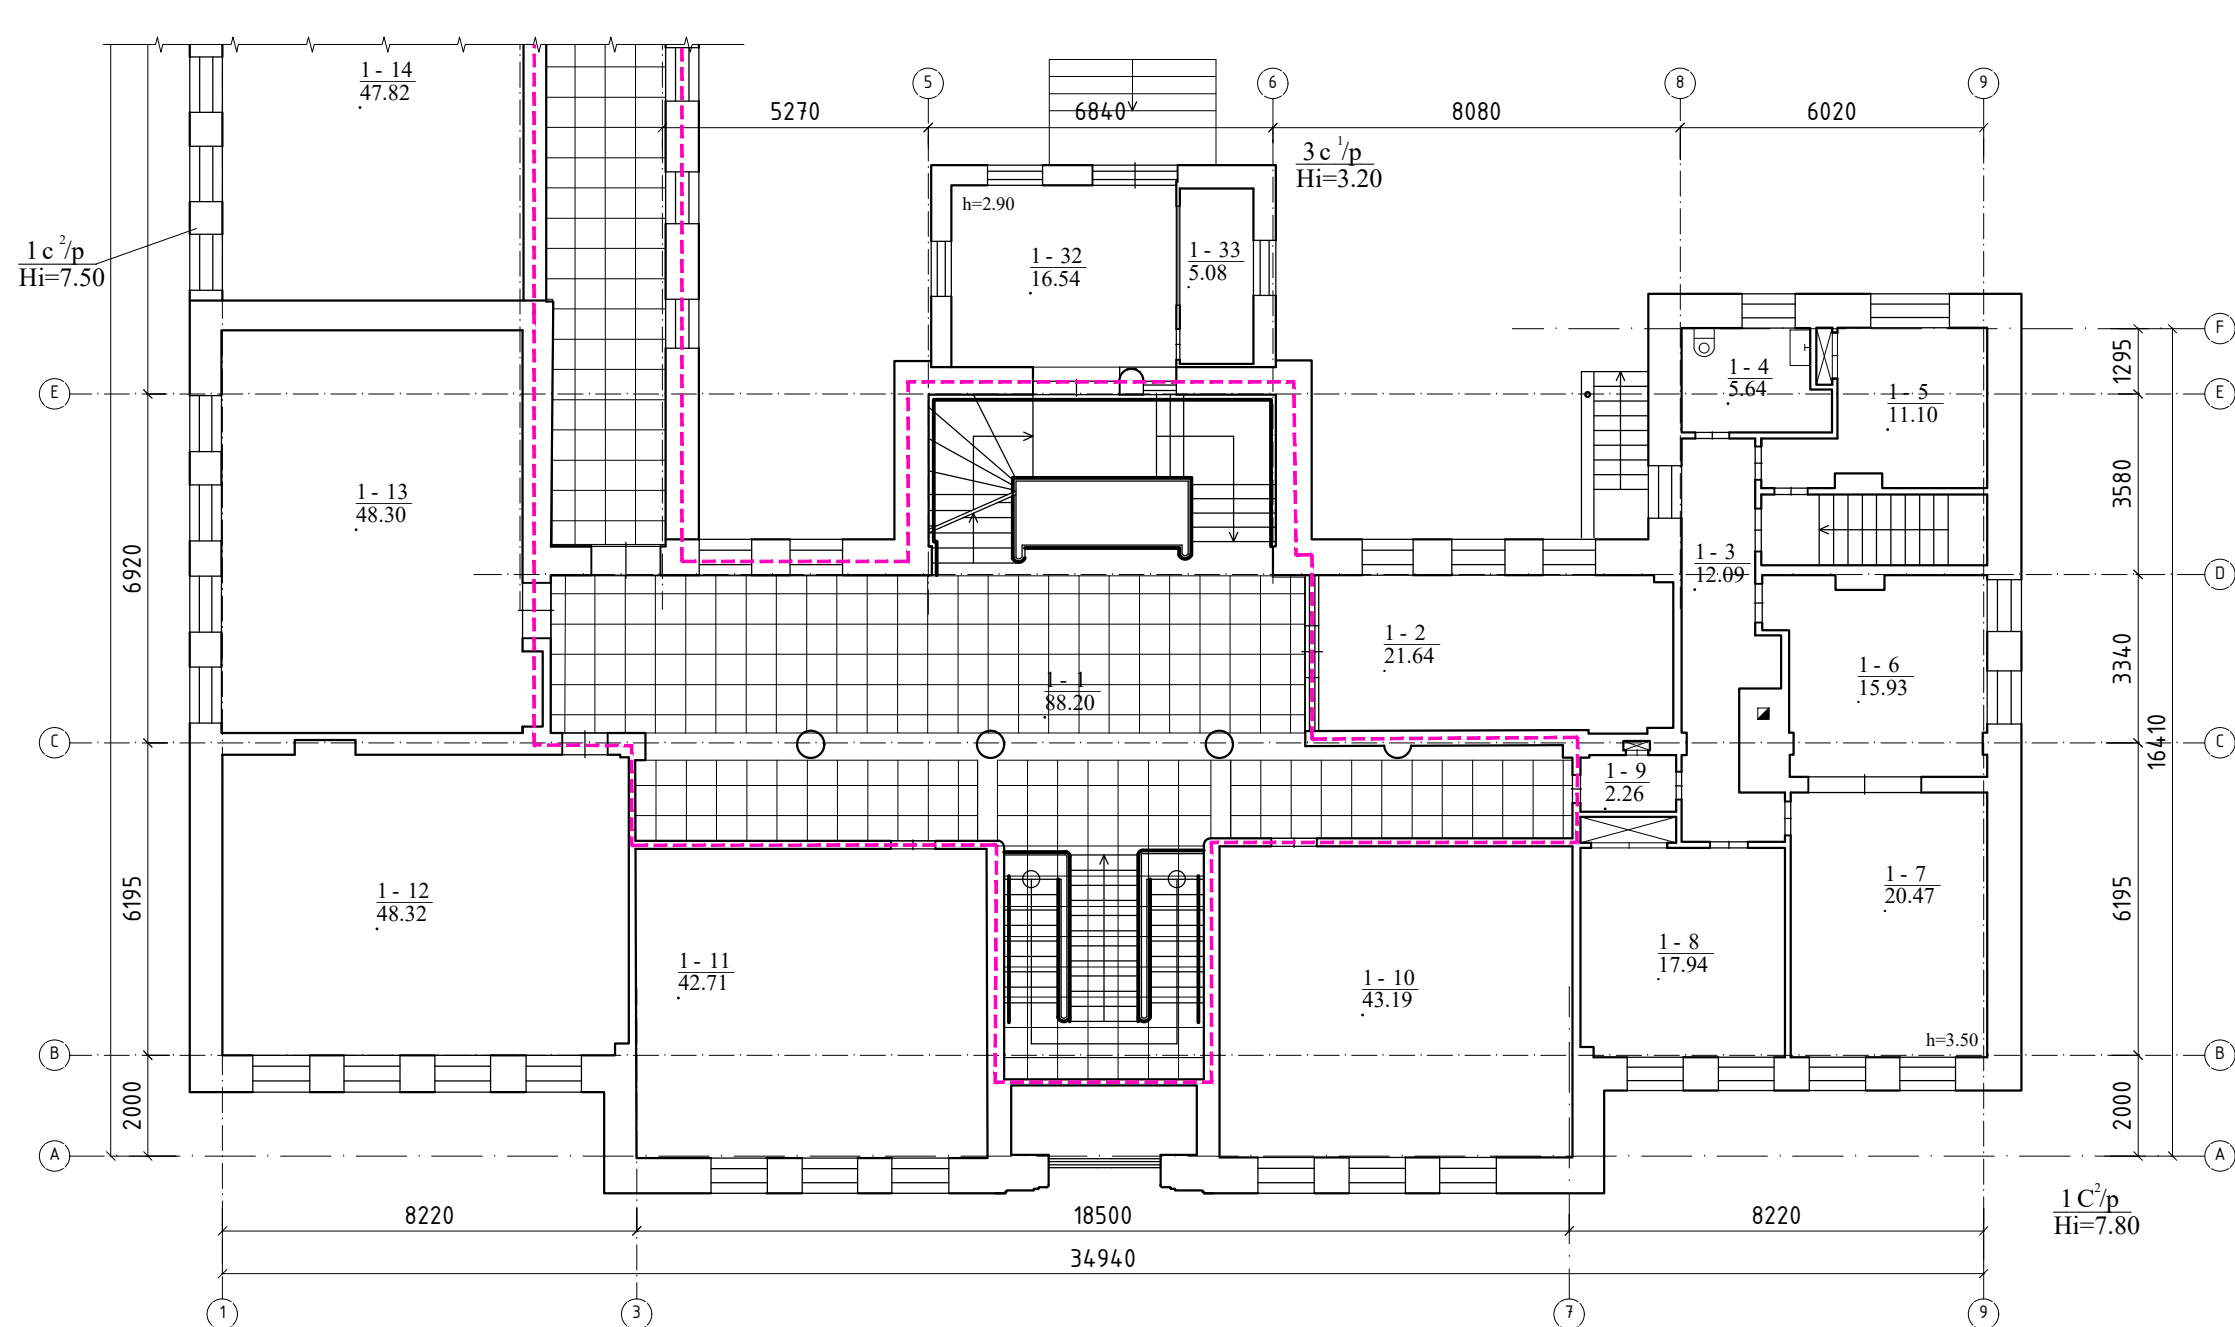 1 - 14
47.82
5
6
8
9
5270
6840
8080
6020
3 c ¹/p
Hi=3.20
h=2.90
1 c ²/p
Hi=7.50
1 - 32
16.54
1 - 33
5.08
F
1295
1 - 4
5.64
1 - 5
11.10
E
E
1 - 13
48.30
3580
6920
1 - 3
12.09
D
1 - 2
21.64
3340
1 - 6
15.93
1 - 1
88.20
16410
C
C
1 - 9
2.26
1 - 12
48.32
6195
6195
1 - 7
20.47
1 - 11
42.71
1 - 8
17.94
1 - 10
43.19
h=3.50
B
B
2000
2000
A
A
1 C²/p
Hi=7.80
8220
18500
8220
34940
1
3
7
9